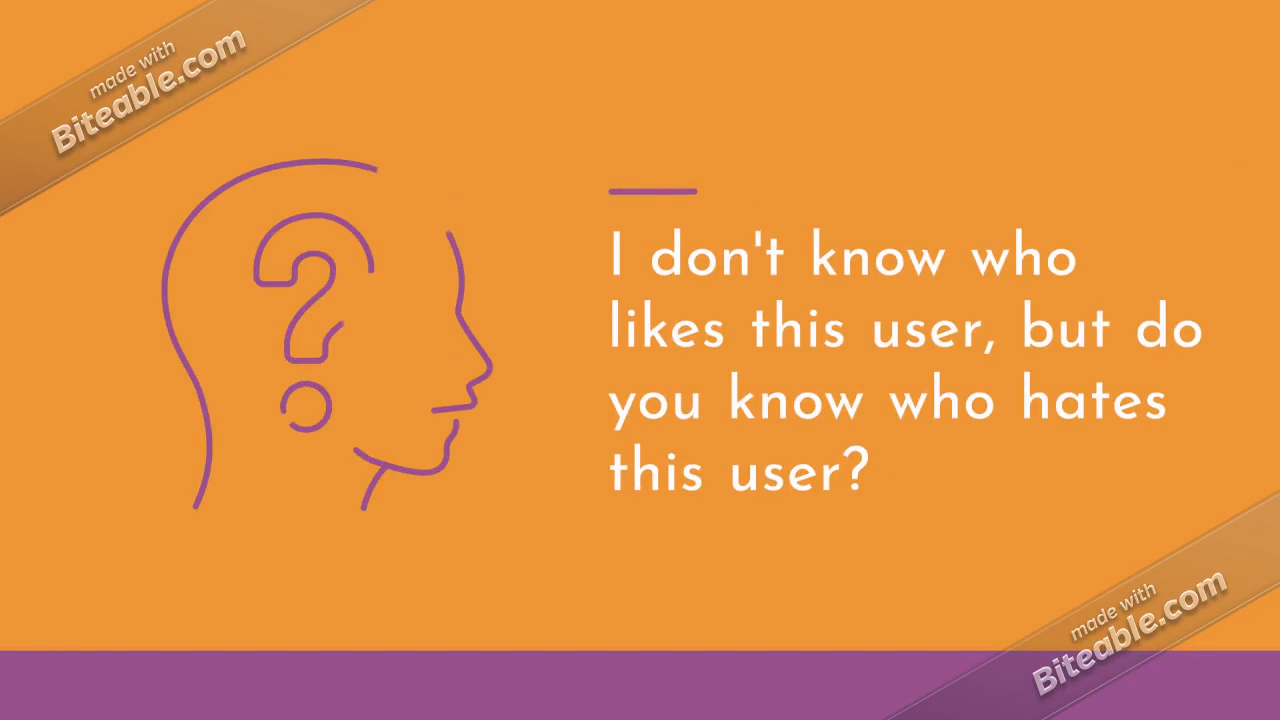 made with
Biteable.com
I don't know who
likes this user, but do
you know who hates
this user?
made with
Biteable.com